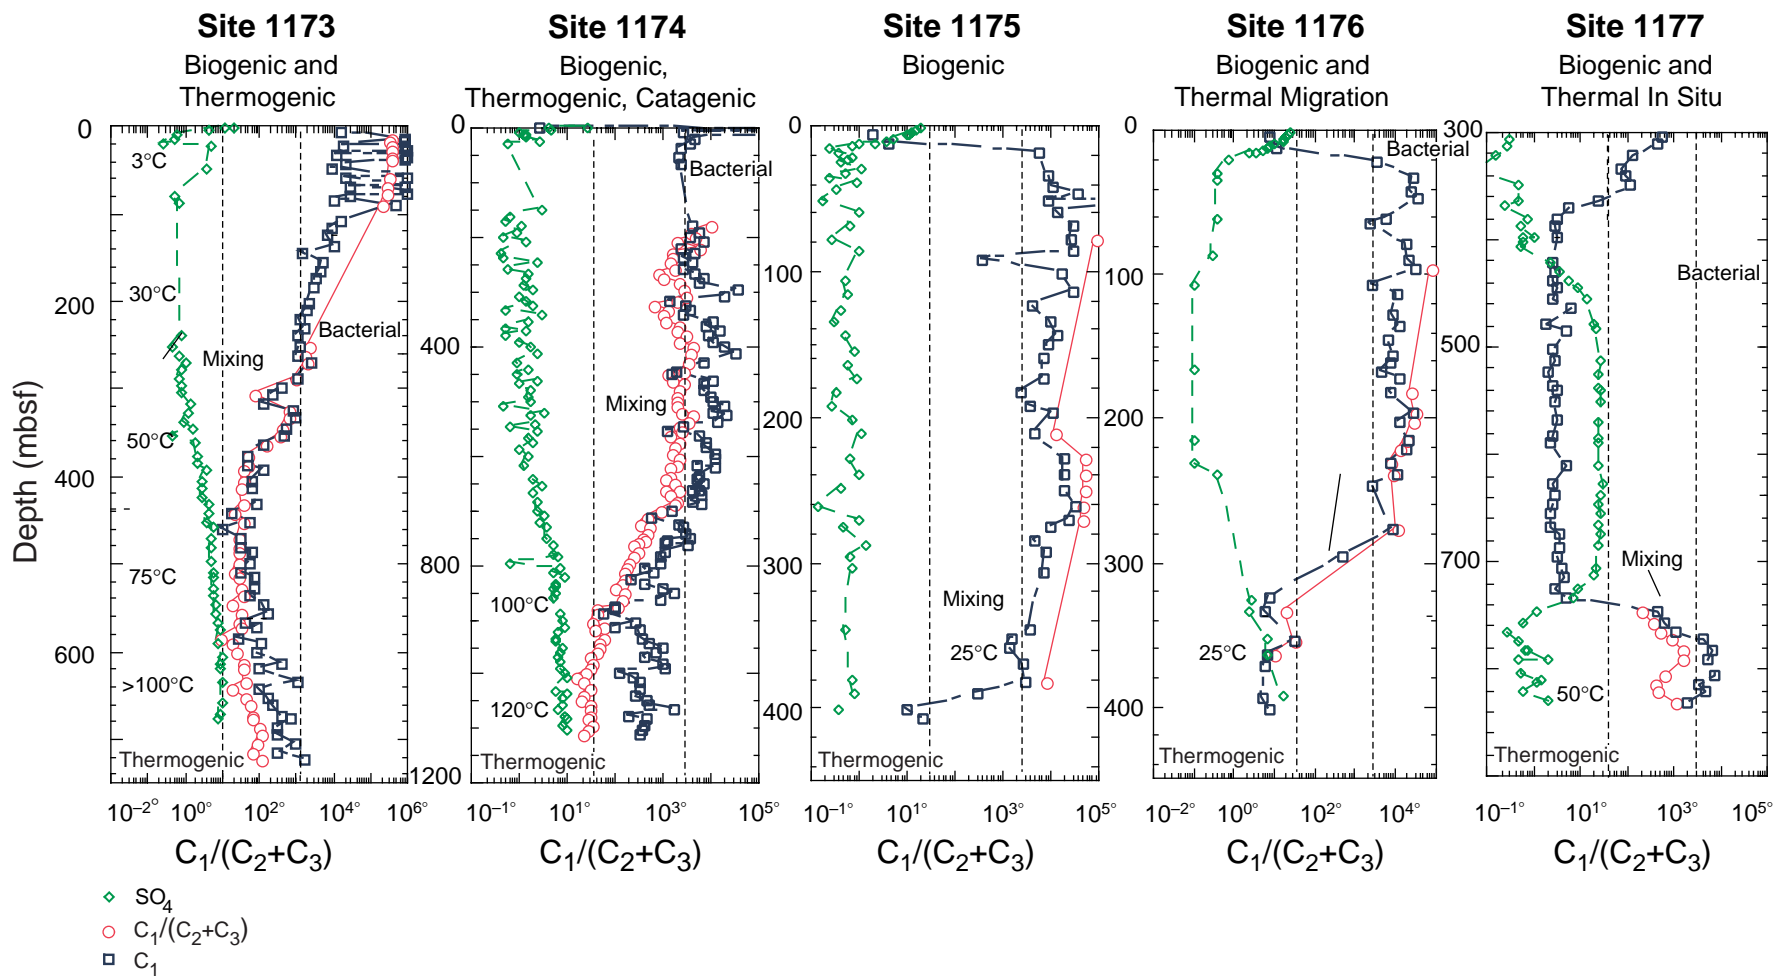 Site 1173
Biogenic and
Thermogenic
0
200
400
600
Depth (mbsf)
3°C
30°C
50°C
75°C
>100°C
Mixing
Bacterial
Thermogenic
10⁻²° 10⁰° 10²° 10⁴° 10⁶°
C₁/(C₂+C₃)
Site 1174
Biogenic,
Thermogenic, Catagenic
0
400
800
1200
Bacterial
Mixing
100°C
120°C
Thermogenic
10⁻¹° 10¹° 10³° 10⁵°
C₁/(C₂+C₃)
Site 1175
Biogenic
0
100
200
300
400
Mixing
25°C
Thermogenic
10⁻¹° 10¹° 10³° 10⁵°
C₁/(C₂+C₃)
Site 1176
Biogenic and
Thermal Migration
0
100
200
300
400
Bacterial
25°C
Thermogenic
10⁻²° 10⁰° 10²° 10⁴°
C₁/(C₂+C₃)
Site 1177
Biogenic and
Thermal In Situ
300
500
700
Bacterial
Mixing
50°C
Thermogenic
10⁻¹° 10¹° 10³° 10⁵°
C₁/(C₂+C₃)
SO₄
C₁/(C₂+C₃)
C₁